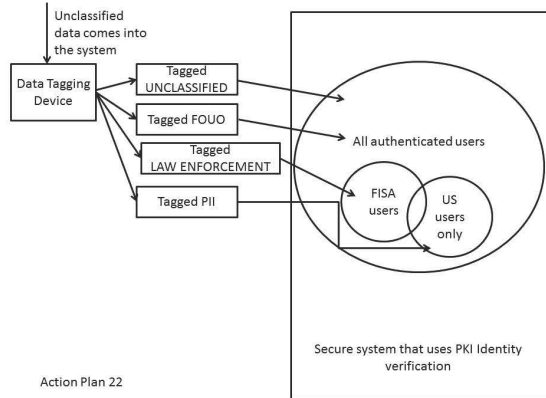 Unclassified
data comes into
the system
Data Tagging
Device
Tagged
UNCLASSIFIED
Tagged FOUO
Tagged
LAW ENFORCEMENT
Tagged PII
All authenticated users
FISA
users
US
users
only
Secure system that uses PKI Identity
verification
Action Plan 22